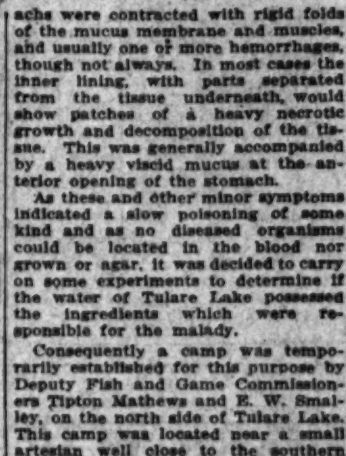 achs were contracted with rigid folds
of the mucus membrane and muscles,
and usually one or more hemorrhages,
though not always. In most cases the
inner lining, with parts separated
from the tissue underneath, would
show patches of a heavy necrotic
growth and decomposition of the tis-
sue. This was generally accompanied
by a heavy viscid mucus at the an-
terior opening of the stomach.
As these and other minor symptoms
indicated a slow poisoning of some
kind and as no diseased organisms
could be located in the blood nor
grown or agar, it was decided to carry
on some experiments to determine if
the water of Tulare Lake possessed
the ingredients which were re-
sponsible for the malady.
Consequently a camp was tempo-
rarily established for this purpose by
Deputy Fish and Game Commission-
ers Tipton Mathews and E. W. Smal-
ley, on the north side of Tulare Lake.
This camp was located near a small
artesian well close to the southern